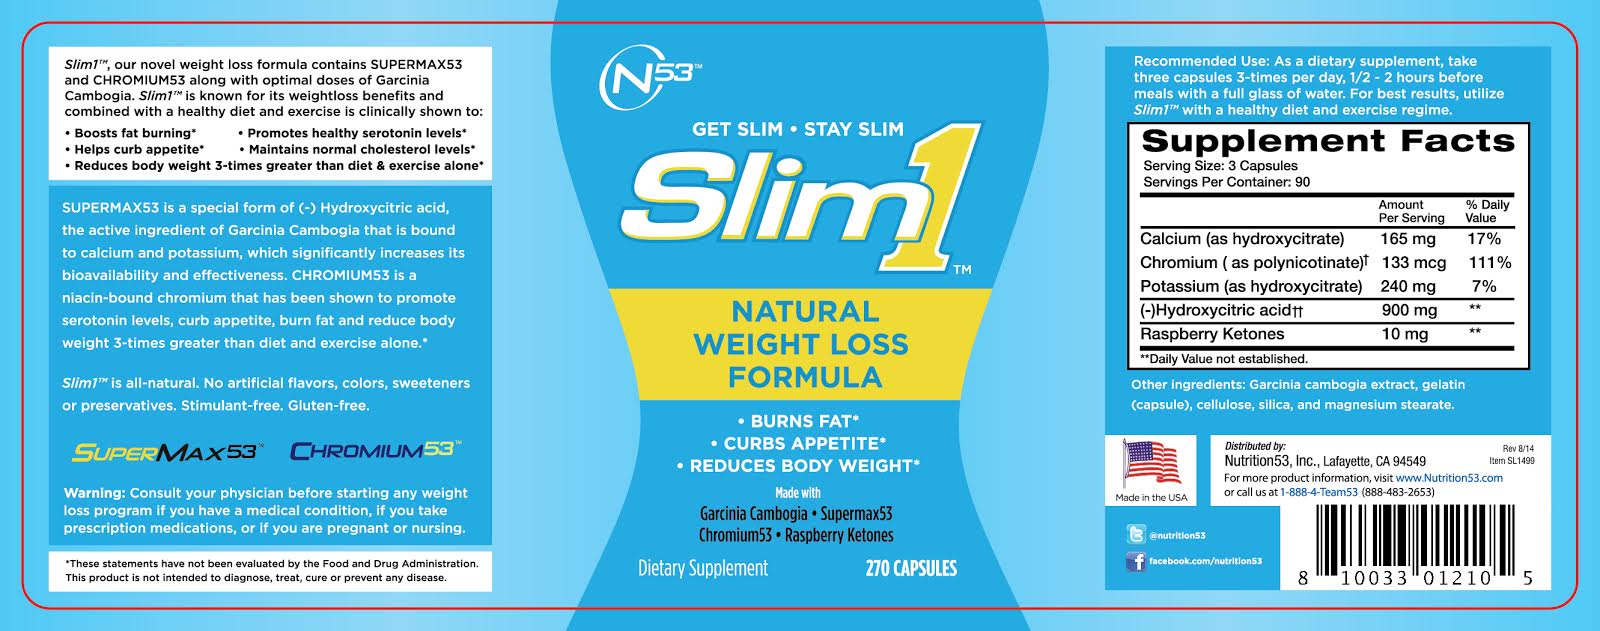 Slim1™, our novel weight loss formula contains SUPERMAX53
and CHROMIUM53 along with optimal doses of Garcinia
Cambogia. Slim1™ is known for its weightloss benefits and
combined with a healthy diet and exercise is clinically shown to:
• Boosts fat burning* • Promotes healthy serotonin levels*
• Helps curb appetite* • Maintains normal cholesterol levels*
• Reduces body weight 3-times greater than diet & exercise alone*
SUPERMAX53 is a special form of (-) Hydroxycitric acid,
the active ingredient of Garcinia Cambogia that is bound
to calcium and potassium, which significantly increases its
bioavailability and effectiveness. CHROMIUM53 is a
niacin-bound chromium that has been shown to promote
serotonin levels, curb appetite, burn fat and reduce body
weight 3-times greater than diet and exercise alone.*
Slim1™ is all-natural. No artificial flavors, colors, sweeteners
or preservatives. Stimulant-free. Gluten-free.
SUPERMAX53™ CHROMIUM53™
Warning: Consult your physician before starting any weight
loss program if you have a medical condition, if you take
prescription medications, or if you are pregnant or nursing.
*These statements have not been evaluated by the Food and Drug Administration.
This product is not intended to diagnose, treat, cure or prevent any disease.
N53™
GET SLIM • STAY SLIM
Slim1™
NATURAL
WEIGHT LOSS
FORMULA
• BURNS FAT*
• CURBS APPETITE*
• REDUCES BODY WEIGHT*
Made with
Garcinia Cambogia • Supermax53
Chromium53 • Raspberry Ketones
Dietary Supplement 270 CAPSULES
Recommended Use: As a dietary supplement, take
three capsules 3-times per day, 1/2 - 2 hours before
meals with a full glass of water. For best results, utilize
Slim1™ with a healthy diet and exercise regime.
Supplement Facts
Serving Size: 3 Capsules
Servings Per Container: 90
Amount Per Serving % Daily Value
Calcium (as hydroxycitrate) 165 mg 17%
Chromium ( as polynicotinate)† 133 mcg 111%
Potassium (as hydroxycitrate) 240 mg 7%
(-)Hydroxycitric acid†† 900 mg **
Raspberry Ketones 10 mg **
**Daily Value not established.
Other ingredients: Garcinia cambogia extract, gelatin
(capsule), cellulose, silica, and magnesium stearate.
Made in the USA
Distributed by:
Nutrition53, Inc., Lafayette, CA 94549
For more product information, visit www.Nutrition53.com
or call us at 1-888-4-Team53 (888-483-2653)
Rev 8/14
Item SL1499
@nutrition53
facebook.com/nutrition53
8 10033 01210 5